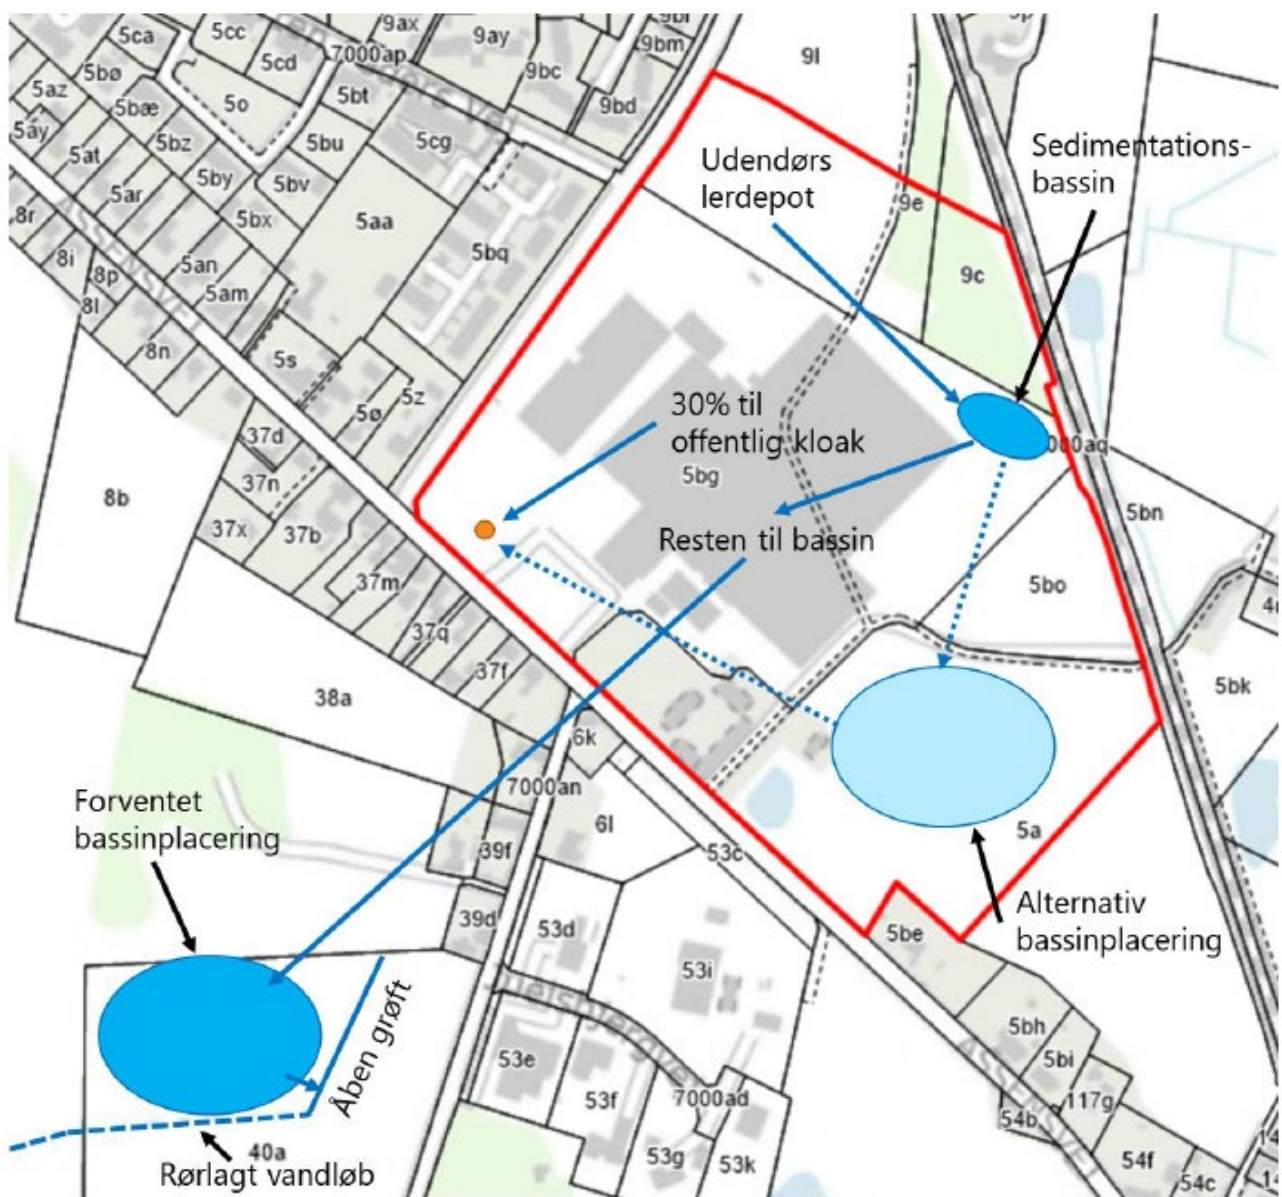 5ca
5cc
9ax
9ay
9bm
9l
5cd
7000ap
9bc
5bø
5az
5o
5bt
9bd
5bæ
5ay
5bz
5bu
5cg
5at
5by
5bv
Udendørs
lerdepot
Sedimentations-
bassin
5ar
5bx
5aa
5bq
9e
8r
8i
8p
5an
5am
9c
8l
8n
5s
5ø
5z
30% til
offentlig kloak
37d
5bg
8b
37n
5bn
37x
37b
Resten til bassin
37m
5bo
37q
37f
5bk
38a
6k
7000an
Forventet
bassinplacering
6l
5a
39f
53c
Alternativ
bassinplacering
39d
53d
5be
53i
Åben grøft
5bh
53e
5bi
ASSENSVEJ
53f
7000ad
117g
54b
40a
Rørlagt vandløb
53g
53k
54f
54c